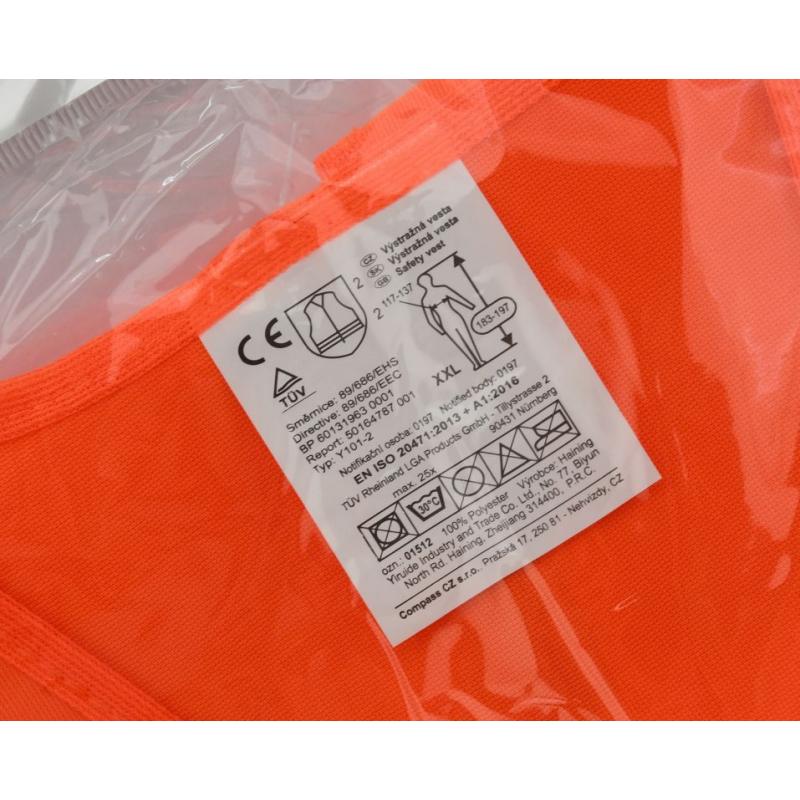 CZ Výstražná vesta
SK Výstražná vesta
GB Safety vest
CE
2
2
117-137
183-197
XXL
TÜV
Směrnice: 89/686/EHS
Directive: 89/686/EEC
BP 60131963 0001
Report: 50164787 001
Typ: Y101-2
Notifikační osoba: 0197 Notified body: 0197
EN ISO 20471:2013 + A1:2016
TÜV Rheinland LGA Products GmbH - Tillystrasse 2
90431 Nürnberg
max. 25x
30°C
ozn.: 01512 100% Polyester Výrobce: Haining
Yiruide Industry and Trade Co. Ltd., No. 77, Biyun
North Rd. Haining, Zhejiang 314400, P.R.C.
Compass CZ s.r.o., Pražská 17, 250 81 - Nehvizdy, CZ